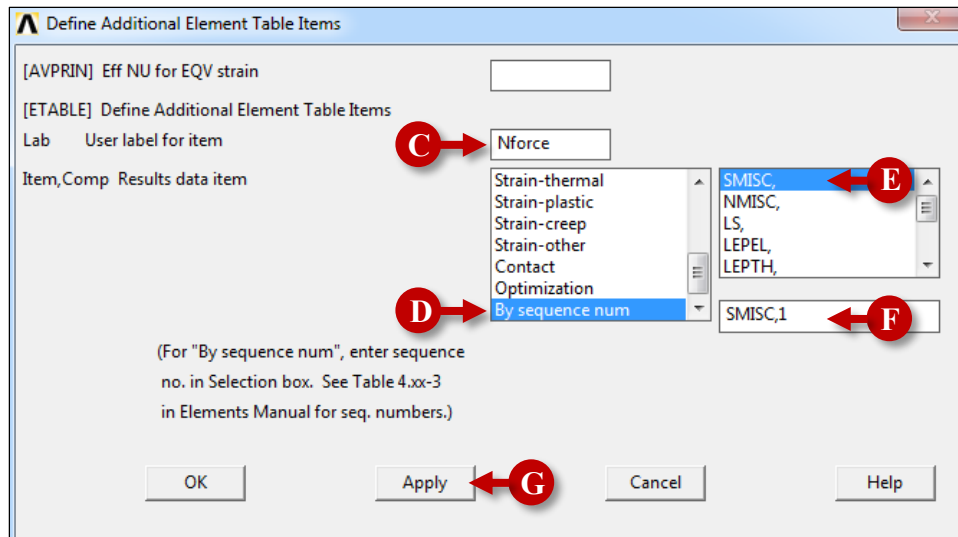 Define Additional Element Table Items
[AVPRIN] Eff NU for EQV strain
[ETABLE] Define Additional Element Table Items
Lab User label for item C Nforce
Item,Comp Results data item
Strain-thermal
Strain-plastic
Strain-creep
Strain-other
Contact
Optimization
D By sequence num
SMISC, E
NMISC,
LS,
LEPEL,
LEPTH,
SMISC,1 F
(For "By sequence num", enter sequence
no. in Selection box. See Table 4.xx-3
in Elements Manual for seq. numbers.)
OK Apply G Cancel Help